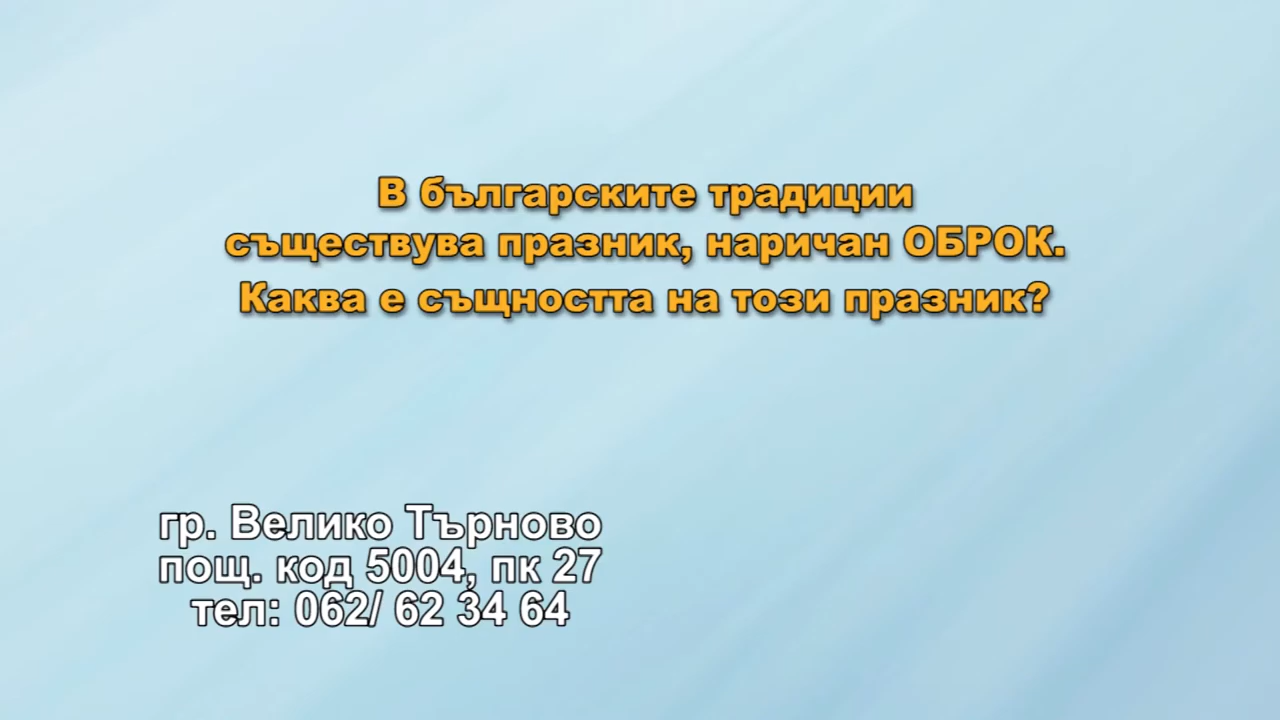 В българските традиции
съществува празник, наричан ОБРОК.
Каква е същността на този празник?
гр. Велико Търново
пощ. код 5004, пк 27
тел: 062/ 62 34 64